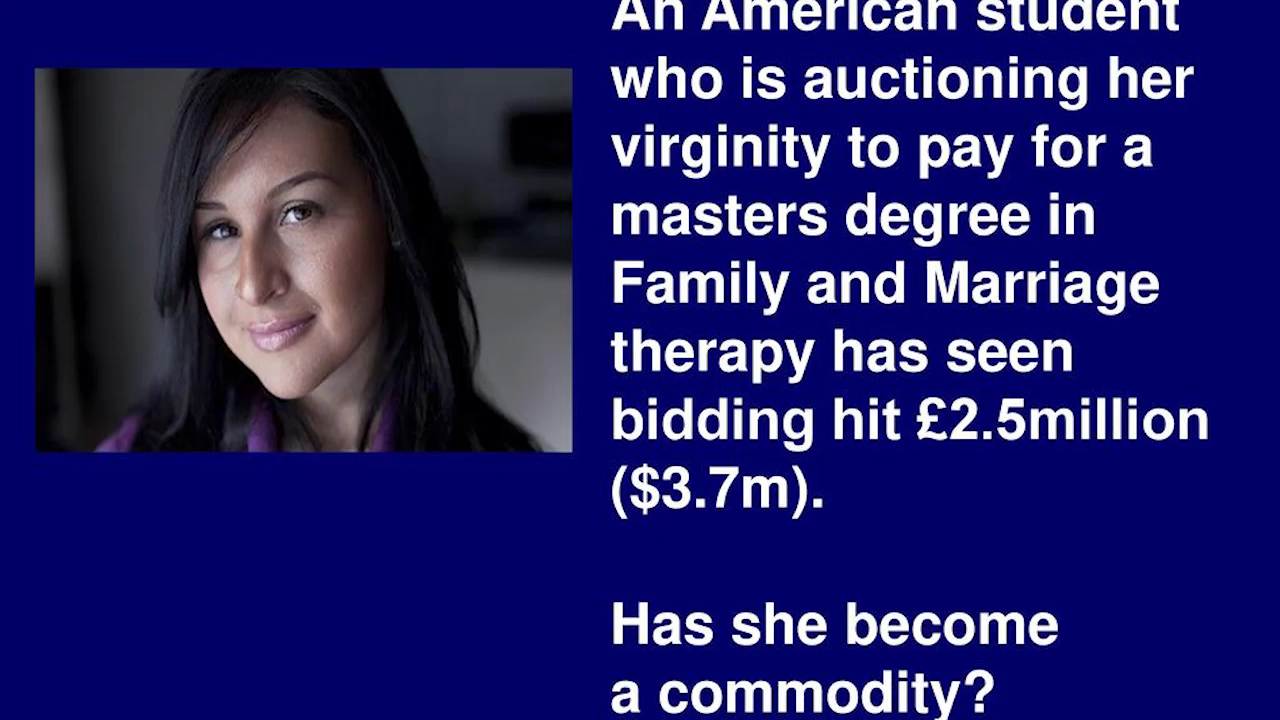 An American student
who is auctioning her
virginity to pay for a
masters degree in
Family and Marriage
therapy has seen
bidding hit £2.5million
($3.7m).
Has she become
a commodity?